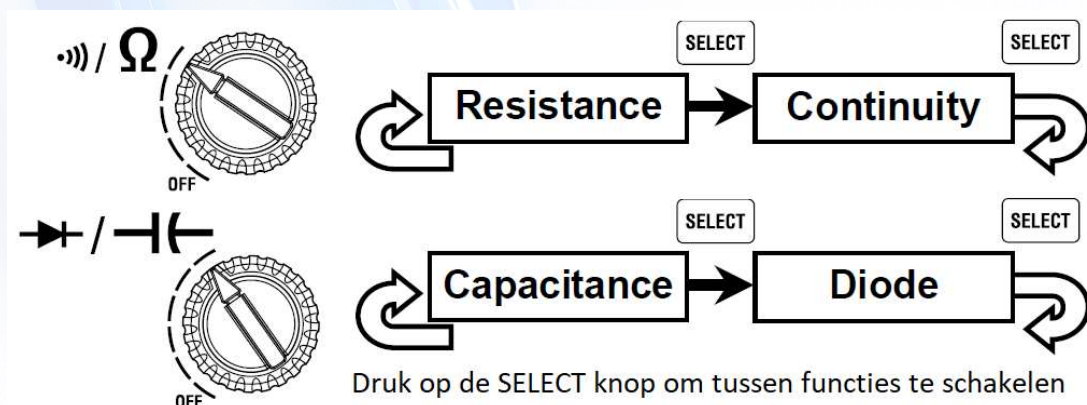 / Ω
SELECT
SELECT
Resistance
Continuity
OFF
/
SELECT
SELECT
Capacitance
Diode
OFF
Druk op de SELECT knop om tussen functies te schakelen